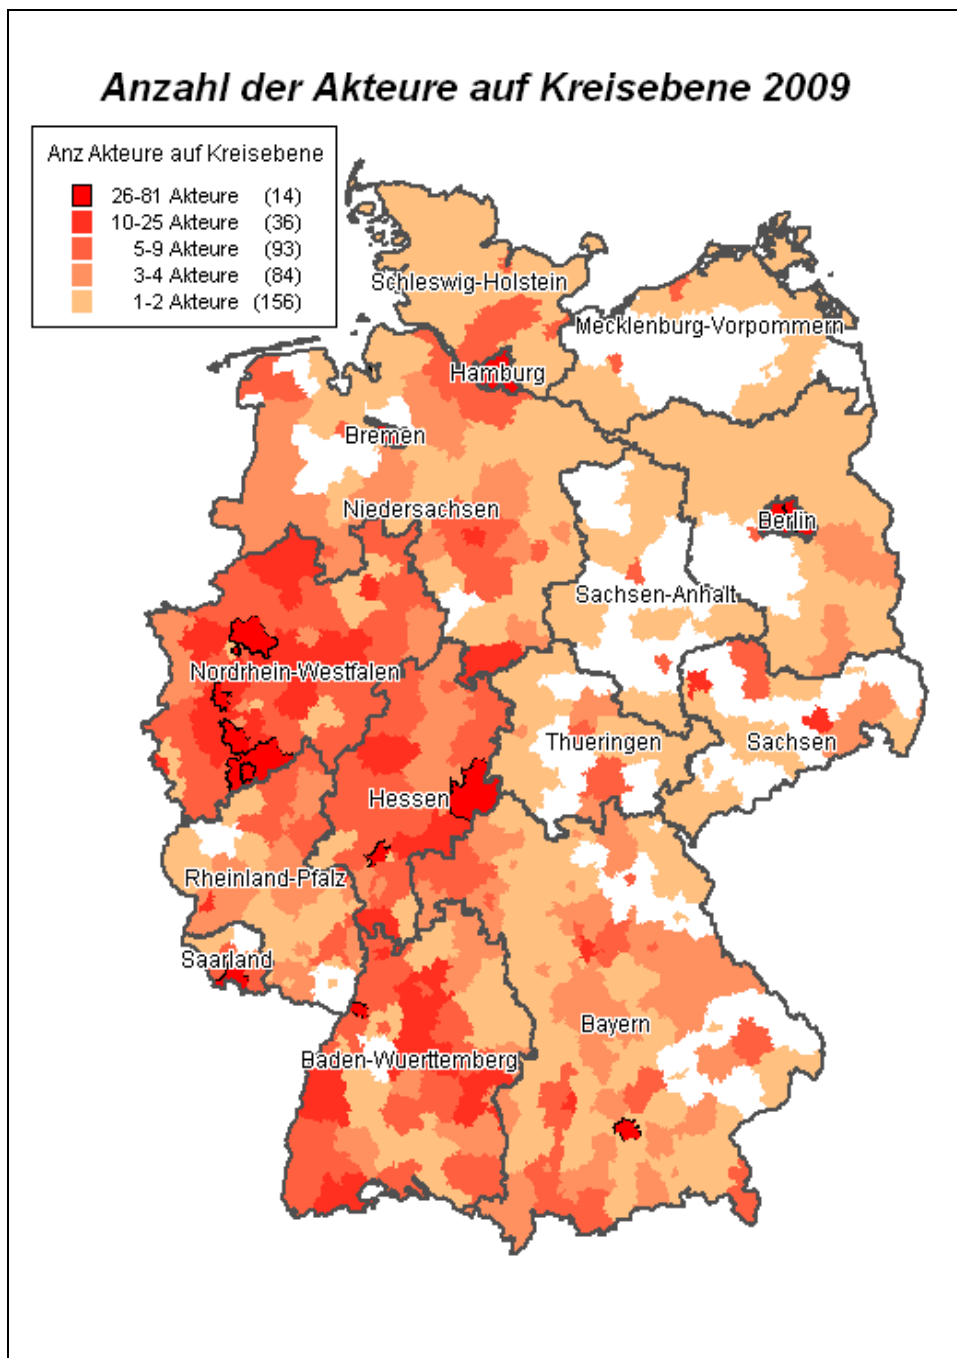 Anzahl der Akteure auf Kreisebene 2009
Anz Akteure auf Kreisebene
26-81 Akteure (14)
10-25 Akteure (36)
5-9 Akteure (93)
3-4 Akteure (84)
1-2 Akteure (156)
Schleswig-Holstein
Mecklenburg-Vorpommern
Hamburg
Bremen
Niedersachsen
Berlin
Sachsen-Anhalt
Nordrhein-Westfalen
Thueringen
Sachsen
Hessen
Rheinland-Pfalz
Saarland
Bayern
Baden-Wuerttemberg